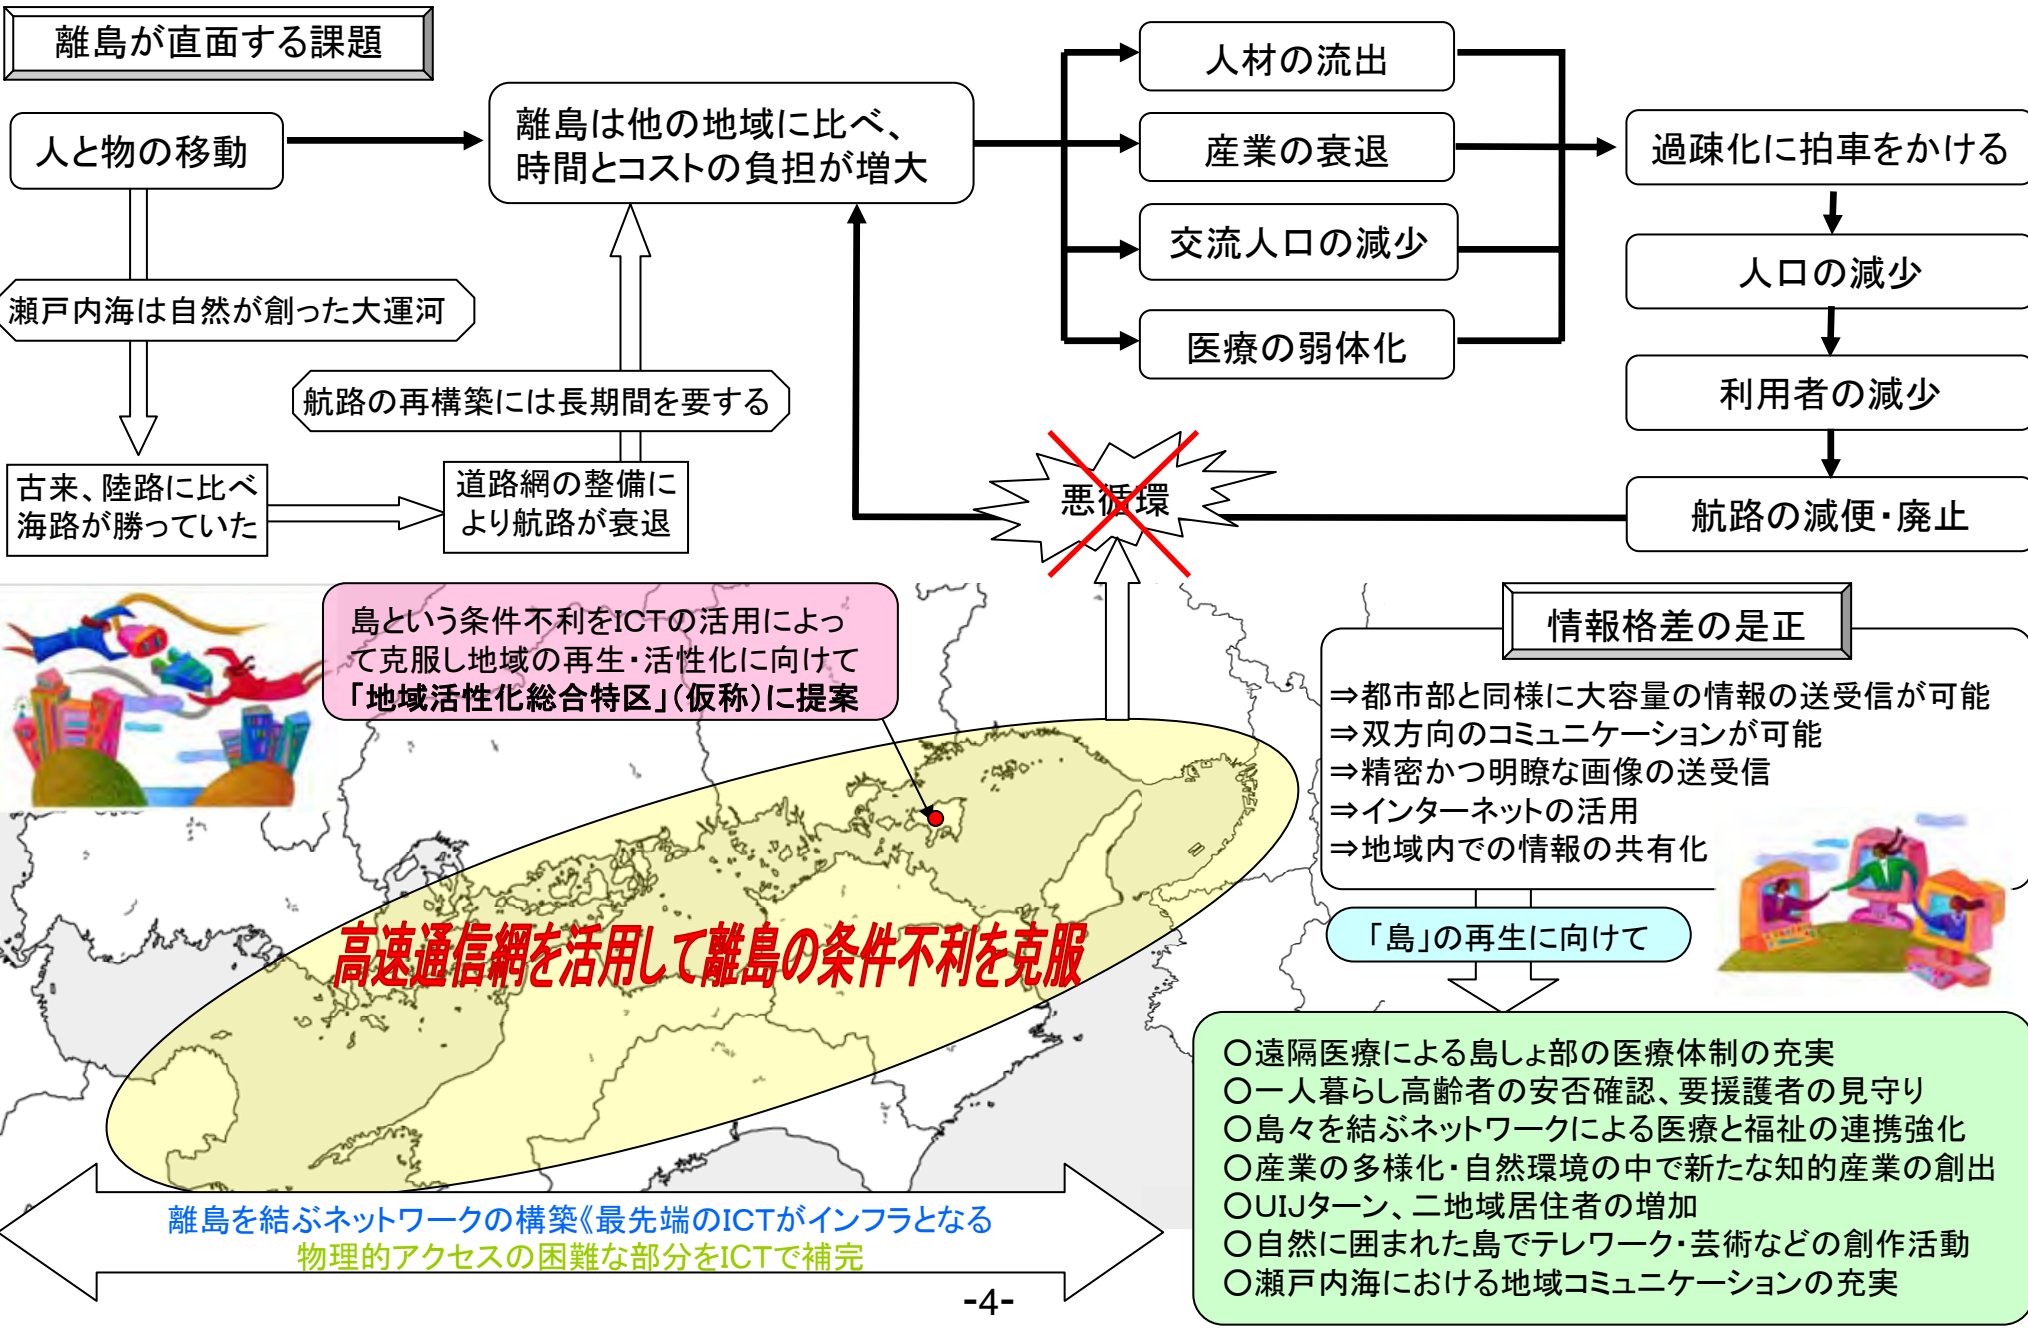 離島が直面する課題
人と物の移動
離島は他の地域に比べ、
時間とコストの負担が増大
人材の流出
産業の衰退
交流人口の減少
医療の弱体化
過疎化に拍車をかける
人口の減少
利用者の減少
航路の減便・廃止
悪循環
瀬戸内海は自然が創った大運河
航路の再構築には長期間を要する
古来、陸路に比べ
海路が勝っていた
道路網の整備に
より航路が衰退
島という条件不利をICTの活用によっ
て克服し地域の再生・活性化に向けて
「地域活性化総合特区」(仮称)に提案
高速通信網を活用して離島の条件不利を克服
情報格差の是正
⇒都市部と同様に大容量の情報の送受信が可能
⇒双方向のコミュニケーションが可能
⇒精密かつ明瞭な画像の送受信
⇒インターネットの活用
⇒地域内での情報の共有化
「島」の再生に向けて
○遠隔医療による島しょ部の医療体制の充実
○一人暮らし高齢者の安否確認、要援護者の見守り
○島々を結ぶネットワークによる医療と福祉の連携強化
○産業の多様化・自然環境の中で新たな知的産業の創出
○UIJターン、二地域居住者の増加
○自然に囲まれた島でテレワーク・芸術などの創作活動
○瀬戸内海における地域コミュニケーションの充実
離島を結ぶネットワークの構築《最先端のICTがインフラとなる
物理的アクセスの困難な部分をICTで補完
-4-